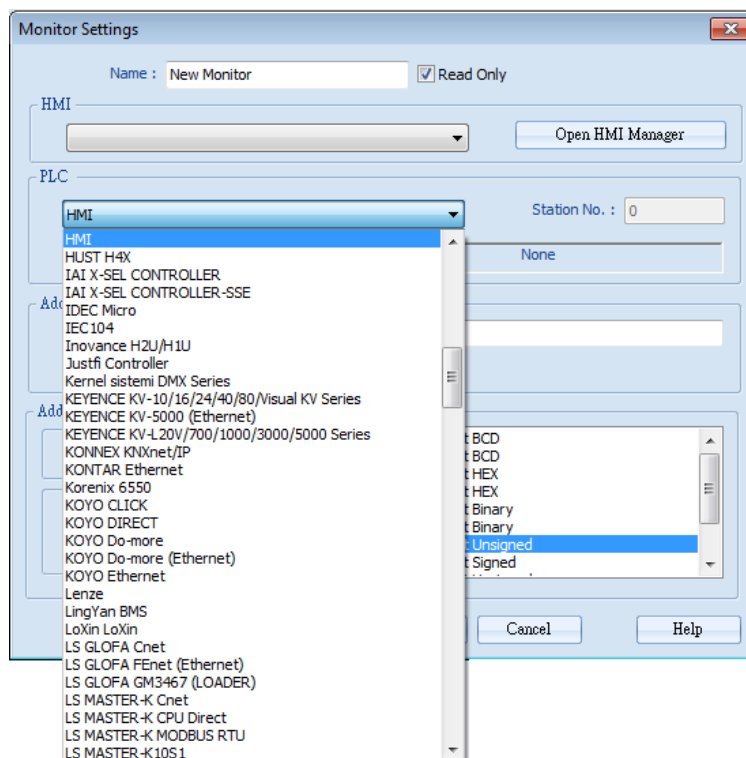 Monitor Settings
Name : New Monitor Read Only
HMI
Open HMI Manager
PLC
HMI Station No. : 0
None
HMI
HUST H4X
IAI X-SEL CONTROLLER
IAI X-SEL CONTROLLER-SSE
IDEC Micro
IEC104
Inovance H2U/H1U
Justfi Controller
Kernel sistemi DMX Series
KEYENCE KV-10/16/24/40/80/Visual KV Series
KEYENCE KV-5000 (Ethernet)
KEYENCE KV-L20V/700/1000/3000/5000 Series
KONNEX KNXnet/IP
KONTAR Ethernet
Korenix 6550
KOYO CLICK
KOYO DIRECT
KOYO Do-more
KOYO Do-more (Ethernet)
KOYO Ethernet
Lenze
LingYan BMS
LoXin LoXin
LS GLOFA Cnet
LS GLOFA FEnet (Ethernet)
LS GLOFA GM3467 (LOADER)
LS MASTER-K Cnet
LS MASTER-K CPU Direct
LS MASTER-K MODBUS RTU
LS MASTER-K10S1
Add
Add
t BCD
t BCD
t HEX
t HEX
t Binary
t Binary
t Unsigned
t Signed
Cancel Help